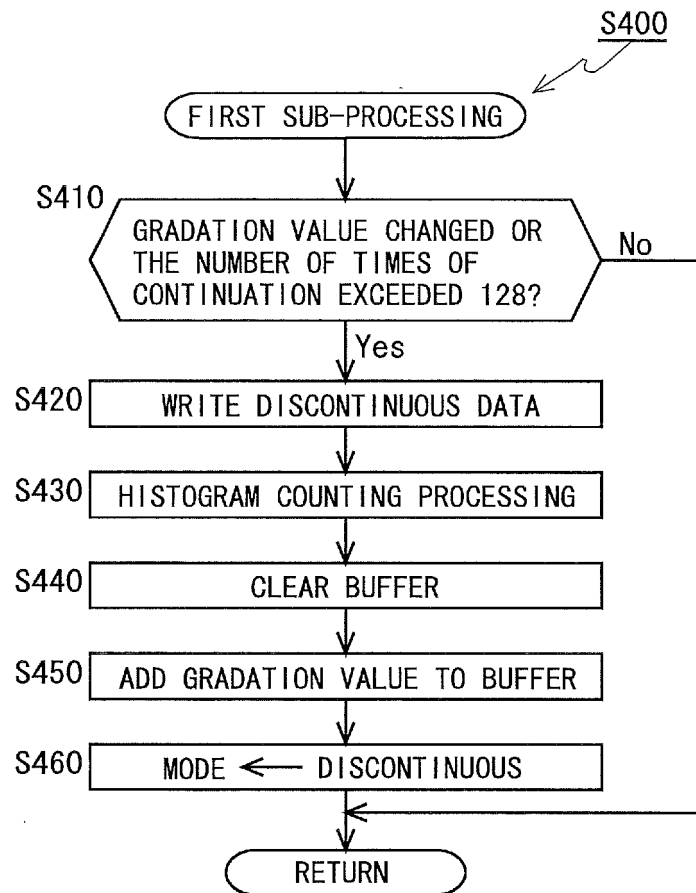 S400
FIRST SUB-PROCESSING
S410
GRADATION VALUE CHANGED OR
THE NUMBER OF TIMES OF
CONTINUATION EXCEEDED 128?
No
Yes
S420
WRITE DISCONTINUOUS DATA
S430
HISTOGRAM COUNTING PROCESSING
S440
CLEAR BUFFER
S450
ADD GRADATION VALUE TO BUFFER
S460
MODE ← DISCONTINUOUS
RETURN